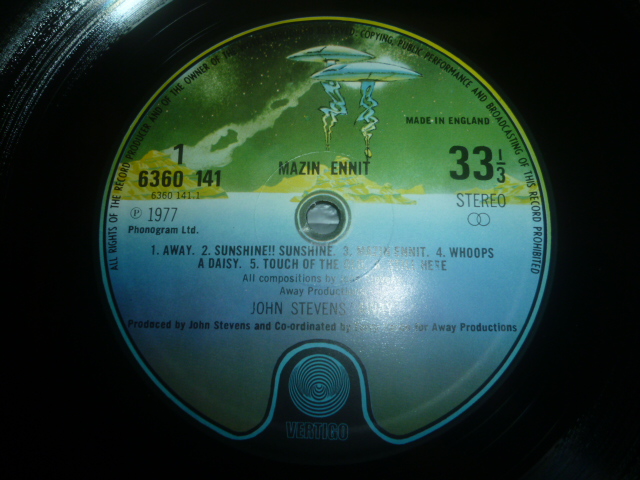 ALL RIGHTS OF THE RECORD PRODUCER AND OF THE OWNER OF THE
COPYING, PUBLIC PERFORMANCE AND BROADCASTING OF THIS RECORD PROHIBITED
MADE IN ENGLAND
1
6360 141
6360 141.1
MAZIN ENNIT
33 1/3
STEREO
℗ 1977
Phonogram Ltd.
1. AWAY. 2. SUNSHINE!! SUNSHINE. 3. MAZIN ENNIT. 4. WHOOPS
A DAISY. 5. TOUCH OF THE HERE
All compositions by
Away
JOHN STEVENS'
Produced by John Stevens and Co-ordinated by for Away Productions
VERTIGO